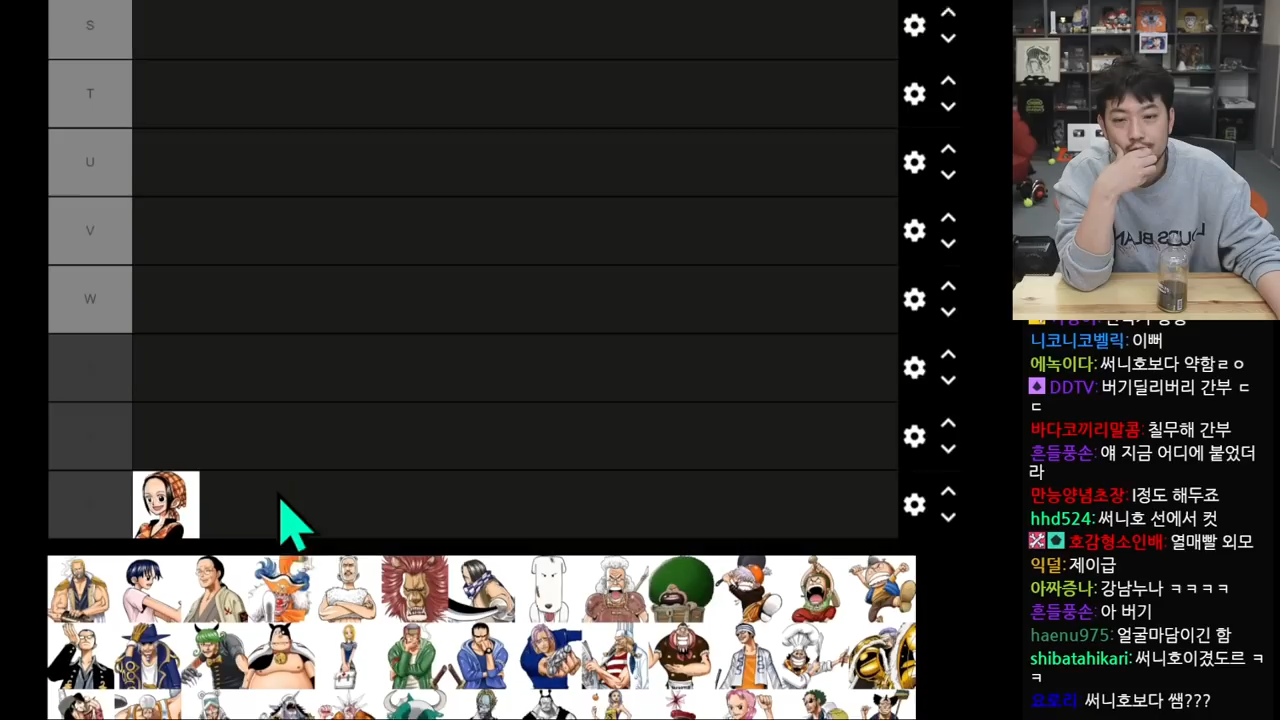 S
T
U
V
W
니코니코벨릭: 이뻐
에녹이다: 써니호보다 약함ㄹㅇ
DDTV: 버기딜리버리 간부 ㄷ
ㄷ
바다코끼리말콤: 칠무해 간부
흔들풍손: 얘 지금 어디에 붙었더
라
만능양념초장: I정도 해두죠
hhd524: 써니호 선에서 컷
호감형소인배: 열매빨 외모
익덜: 제이급
아짜증나: 강남누나 ㅋㅋㅋㅋ
흔들풍손: 아 버기
haenu975: 얼굴마담이긴 함
shibatahikari: 써니호이겼도르 ㅋ
ㅋ
요로리: 써니호보다 쌤???